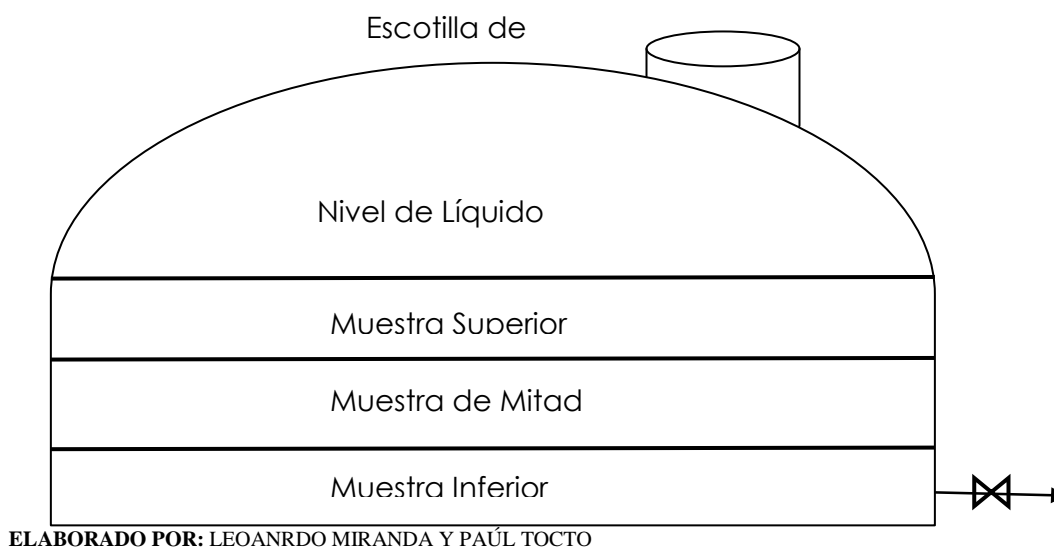 Escotilla de
Nivel de Líquido
Muestra Superior
Muestra de Mitad
Muestra Inferior
ELABORADO POR: LEOANRDO MIRANDA Y PAÚL TOCTO